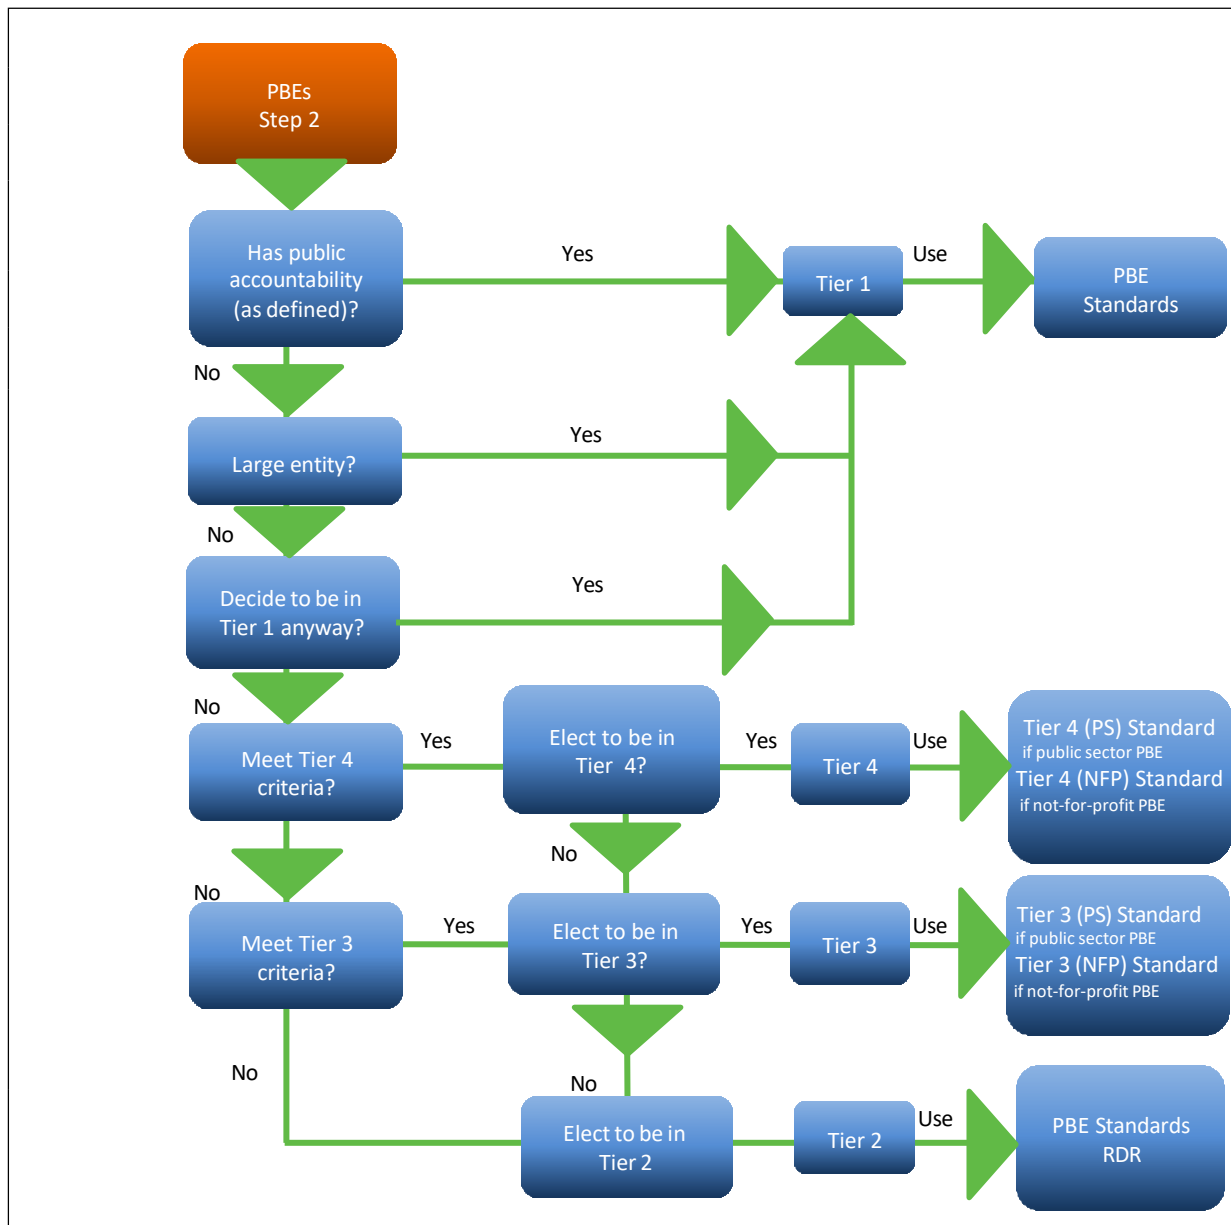 PBEs
Step 2
Has public
accountability
(as defined)?
Yes
Tier 1
Use
PBE
Standards
No
Large entity?
Yes
No
Decide to be in
Tier 1 anyway?
Yes
No
Meet Tier 4
criteria?
Yes
Elect to be in
Tier 4?
Yes
Tier 4
Use
Tier 4 (PS) Standard
if public sector PBE
Tier 4 (NFP) Standard
if not-for-profit PBE
No
No
Meet Tier 3
criteria?
Yes
Elect to be in
Tier 3?
Yes
Tier 3
Use
Tier 3 (PS) Standard
if public sector PBE
Tier 3 (NFP) Standard
if not-for-profit PBE
No
No
Elect to be in
Tier 2
Tier 2
Use
PBE Standards
RDR